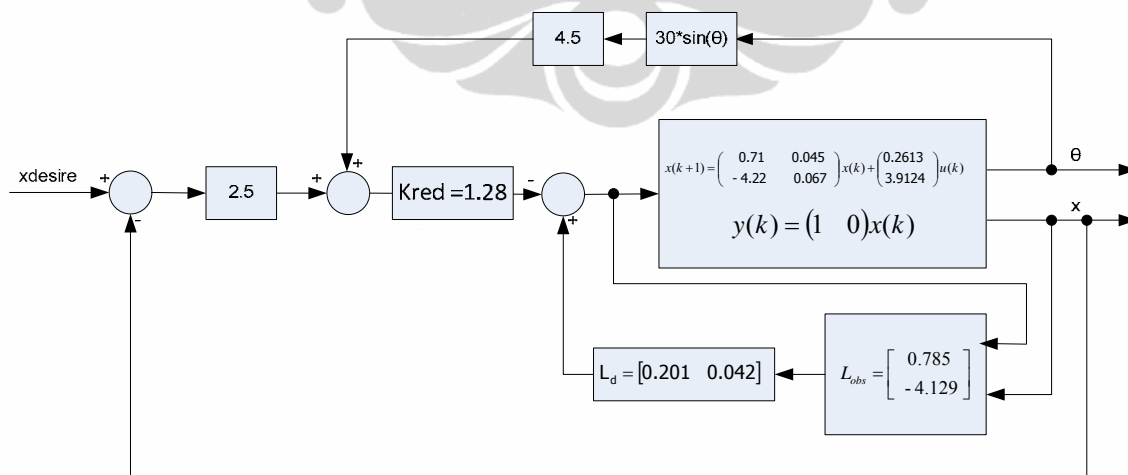 4.5
30*sin(θ)
xdesire
+
-
2.5
+
+
Kred =1.28
-
+
x(k+1) = ( 0.71 0.045 ) x(k) + ( 0.2613 ) u(k)
( - 4.22 0.067 ) ( 3.9124 )
y(k) = (1 0)x(k)
θ
x
L_d = [0.201 0.042]
L_obs = [ 0.785 ]
[ - 4.129 ]